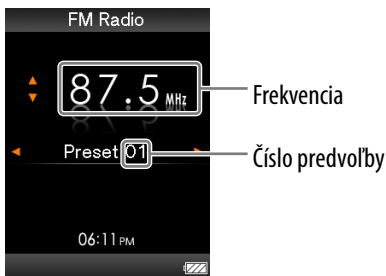 FM Radio
87.5 MHz
Frekvencia
Preset 01
Číslo predvoľby
06:11 PM